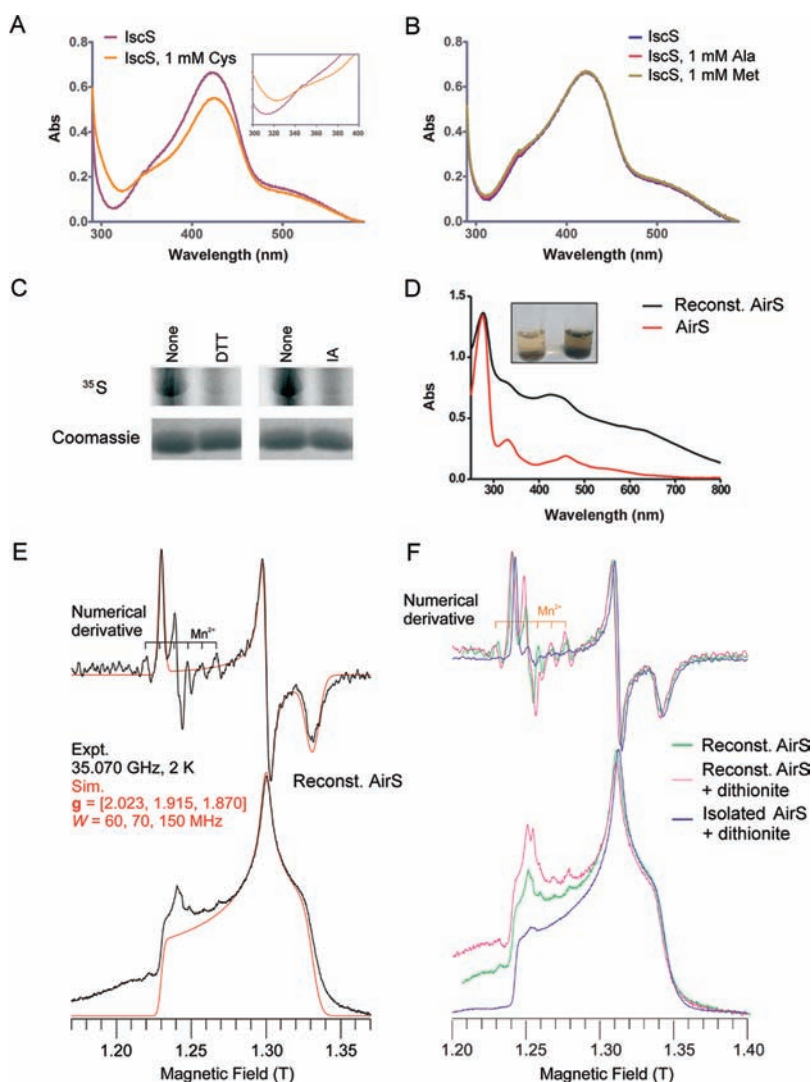 A
IscS
IscS, 1 mM Cys
0.8
0.6
0.4
0.2
0.0
Abs
300 320 340 360 380 400
300 400 500
Wavelength (nm)
B
IscS
IscS, 1 mM Ala
IscS, 1 mM Met
0.8
0.6
0.4
0.2
0.0
Abs
300 400 500
Wavelength (nm)
C
None DTT None IA
³⁵S
Coomassie
D
Reconst. AirS
AirS
1.5
1.0
0.5
0.0
Abs
300 400 500 600 700 800
Wavelength (nm)
E
Numerical
derivative
Mn²⁺
Expt.
35.070 GHz, 2 K
Sim.
g = [2.023, 1.915, 1.870]
W = 60, 70, 150 MHz
Reconst. AirS
1.20 1.25 1.30 1.35
Magnetic Field (T)
F
Numerical
derivative
Mn²⁺
Reconst. AirS
Reconst. AirS
+ dithionite
Isolated AirS
+ dithionite
1.20 1.25 1.30 1.35 1.40
Magnetic Field (T)